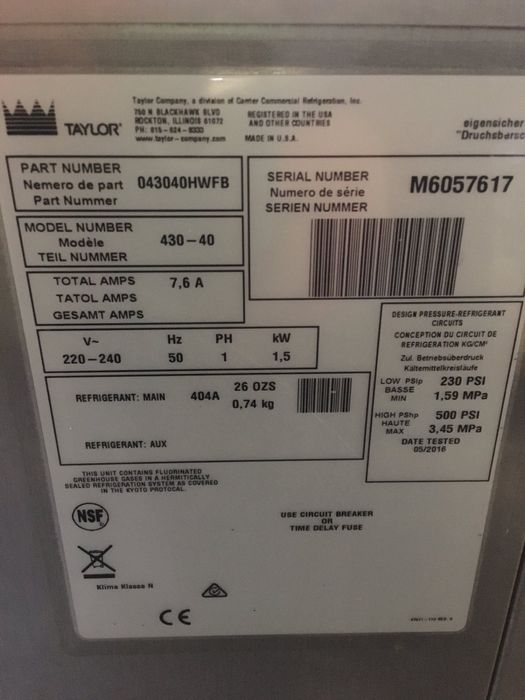 TAYLOR®
Taylor Company, a division of Carrier Commercial Refrigeration, Inc.
750 N BLACKHAWK BLVD
ROCKTON, ILLINOIS 61072
PH: 815-624-8333
www.taylor-company.com
REGISTERED IN THE USA
AND OTHER COUNTRIES
MADE IN U.S.A.
eigensicher
"Druchsbersc
PART NUMBER
Nemero de part 043040HWFB
Part Nummer
SERIAL NUMBER
Numero de série
SERIEN NUMMER
M6057617
MODEL NUMBER
Modèle 430-40
TEIL NUMMER
TOTAL AMPS 7,6 A
TATOL AMPS
GESAMT AMPS
V~ Hz PH kW
220-240 50 1 1,5
REFRIGERANT: MAIN 404A 26 OZS
0,74 kg
REFRIGERANT: AUX
DESIGN PRESSURE-REFRIGERANT
CIRCUITS
CONCEPTION DU CIRCUIT DE
REFRIGERATION KG/CM²
Zul. Betriebsüberdruck
Kältemittelkreisläufe
LOW PSIp 230 PSI
BASSE
MIN 1,59 MPa
HIGH PShp 500 PSI
HAUTE
MAX 3,45 MPa
DATE TESTED
05/2016
THIS UNIT CONTAINS FLUORINATED
GREENHOUSE GASES IN A HERMETICALLY
SEALED REFRIGERATION SYSTEM AS COVERED
IN THE KYOTO PROTOCAL.
NSF
USE CIRCUIT BREAKER
OR
TIME DELAY FUSE
Klima Klasse N
CE